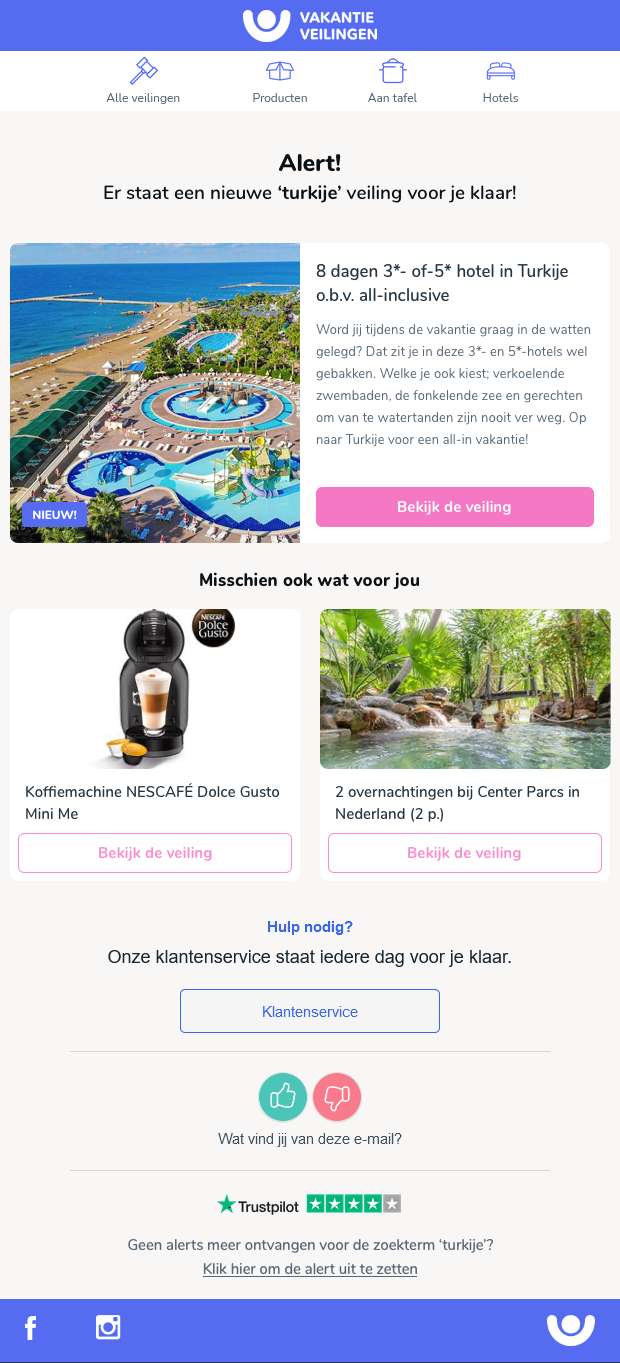 VAKANTIE
VEILINGEN
Alle veilingen
Producten
Aan tafel
Hotels
Alert!
Er staat een nieuwe ‘turkije’ veiling voor je klaar!
8 dagen 3*- of-5* hotel in Turkije
o.b.v. all-inclusive
Word jij tijdens de vakantie graag in de watten
gelegd? Dat zit je in deze 3*- en 5*-hotels wel
gebakken. Welke je ook kiest; verkoelende
zwembaden, de fonkelende zee en gerechten
om van te watertanden zijn nooit ver weg. Op
naar Turkije voor een all-in vakantie!
NIEUW!
Bekijk de veiling
Misschien ook wat voor jou
NESCAFÉ
Dolce
Gusto
Koffiemachine NESCAFÉ Dolce Gusto
Mini Me
Bekijk de veiling
2 overnachtingen bij Center Parcs in
Nederland (2 p.)
Bekijk de veiling
Hulp nodig?
Onze klantenservice staat iedere dag voor je klaar.
Klantenservice
Wat vind jij van deze e-mail?
Trustpilot
Geen alerts meer ontvangen voor de zoekterm ‘turkije’?
Klik hier om de alert uit te zetten